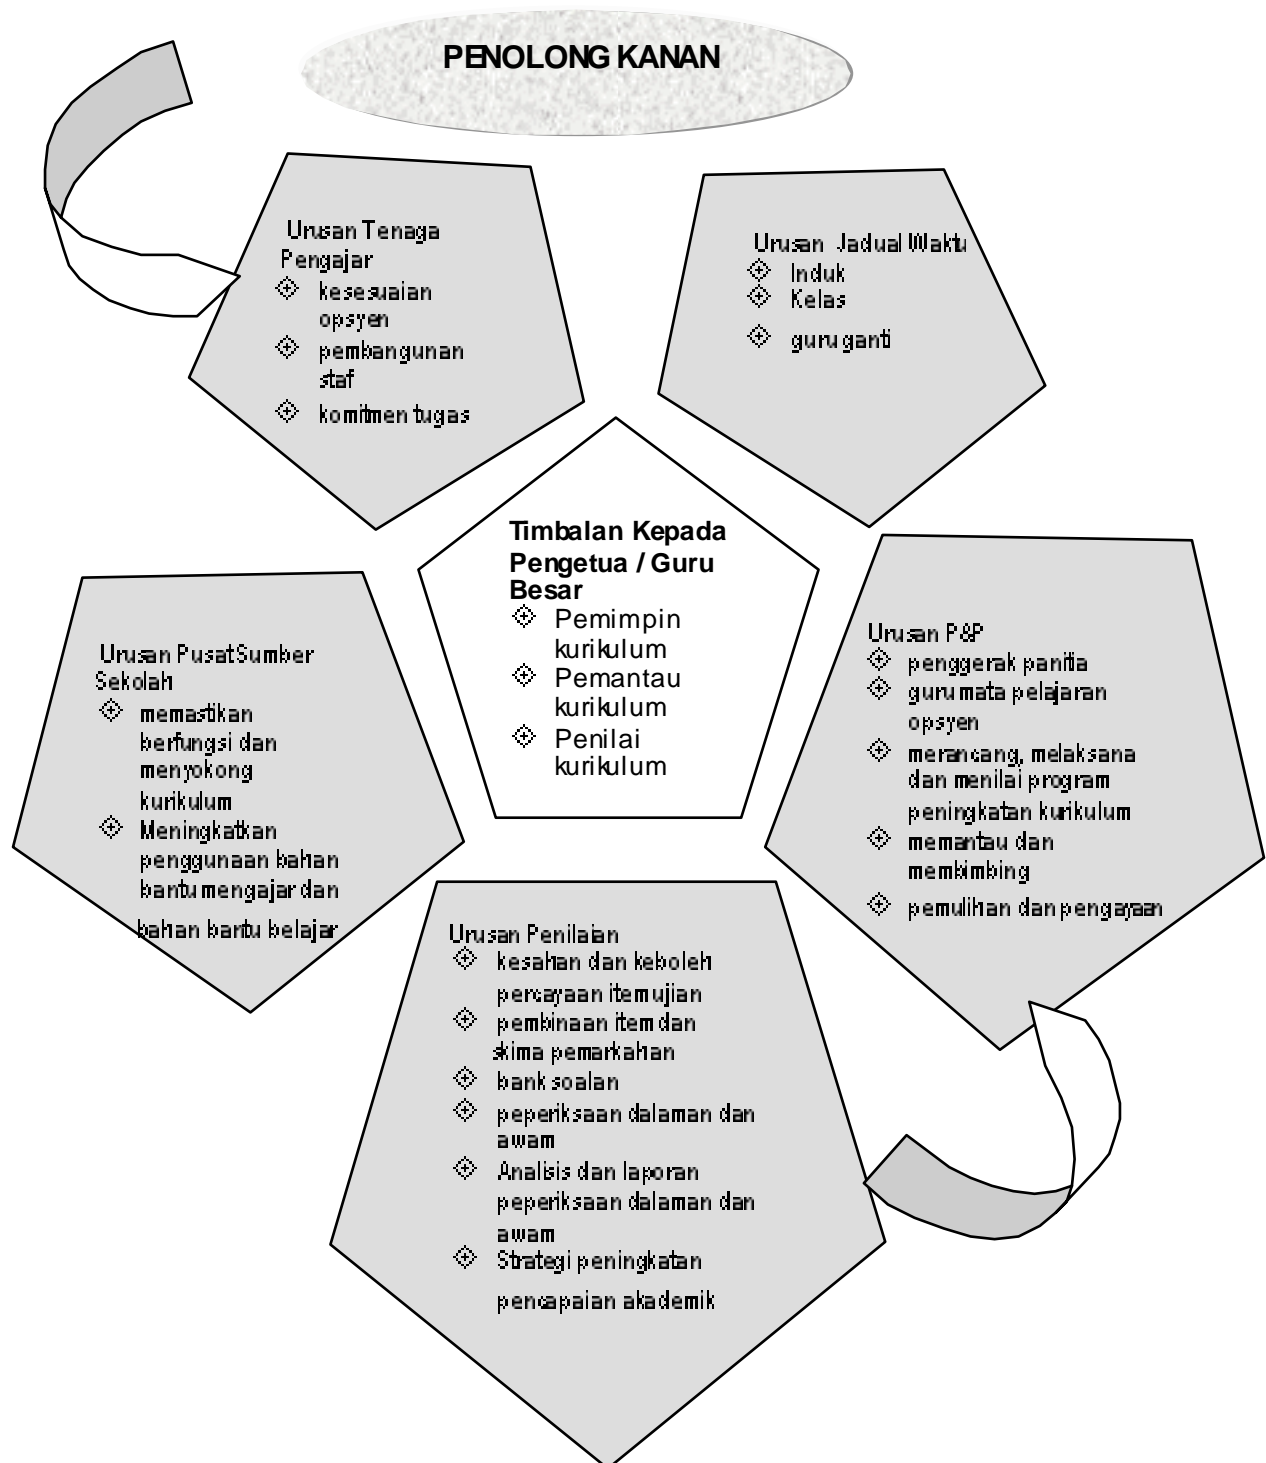 PENOLONG KANAN
Urusan Tenaga
Pengajar
kesesuaian
opsyen
pembangunan
staf
komitmen tugas
Urusan Jadual Waktu
Induk
Kelas
guru ganti
Timbalan Kepada
Pengetua / Guru
Besar
Pemimpin
kurikulum
Pemantau
kurikulum
Penilai
kurikulum
Urusan Pusat Sumber
Sekolah
memastikan
berfungsi dan
menyokong
kurikulum
Meningkatkan
penggunaan bahan
bantu mengajar dan
bahan bantu belajar
Urusan P&P
penggerak panitia
guru mata pelajaran
opsyen
merancang, melaksana
dan menilai program
peningkatan kurikulum
memantau dan
membimbing
pemulihan dan pengayaan
Urusan Penilaian
kesahan dan keboleh
percayaan item ujian
pembinaan item dan
skima pemarkahan
bank soalan
peperiksaan dalaman dan
awam
Analisis dan laporan
peperiksaan dalaman dan
awam
Strategi peningkatan
pencapaian akademik